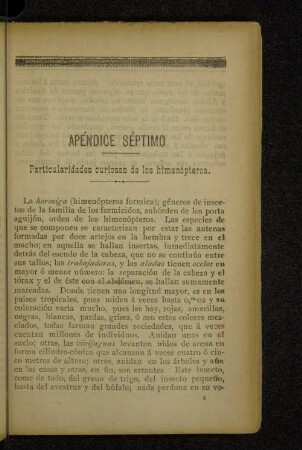 APÉNDICE SÉPTIMO
Particularidades curiosas de los himenópteros.
La hormiga (himenópteros formica); géneros de insec-
tos de la familia de los formícidos, subórden de los porta
aguijón, orden de los himenópteros. Las especies de
que se componen se caracterizan por estar las antenas
formadas por doce artejos en la hembra y trece en el
macho; en aquella se hallan insertas, inmediatamente
detrás del escudo de la cabeza, que no se continúa entre
sus tallos; las trabajadoras, y las aladas tienen ocelos en
mayor ó menor número: la separación de la cabeza y el
tórax y el de éste con el abdómen, se hallan sumamente
marcadas. Donde tienen una longitud mayor, es en los
países tropicales, pues miden á veces hasta y su
coloración varía mucho, pues las hay, rojas, amarillas,
negras, blancas, pardas, grises, ó con estos colores mez-
clados, todas forman grandes sociedades, que á veces
cuentan millones de individuos. Anidan unas en el
suelo; otras, las levantan nidos de arena en
forma cilindro-cónico que alcanzan á veces cuatro ó cin-
co metros de altura; otras, anidan en los árboles y aún
en las casas y otras, en fin, son errantes. Este insecto,
come de todo, del grano de trigo, del insecto pequeño,
hasta del avestruz y del búfalo; nada perdona en su vo-